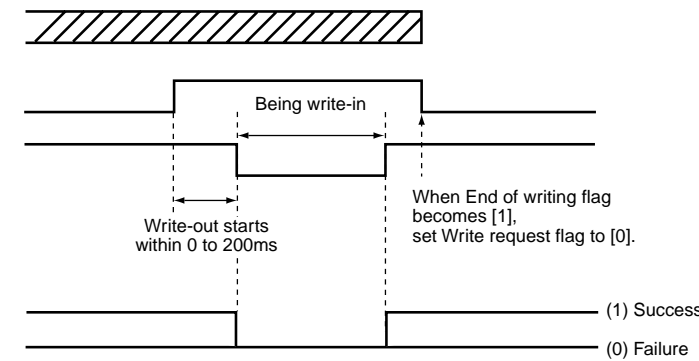 Being write-in
When End of writing flag
becomes [1],
set Write request flag to [0].
Write-out starts
within 0 to 200ms
(1) Success
(0) Failure